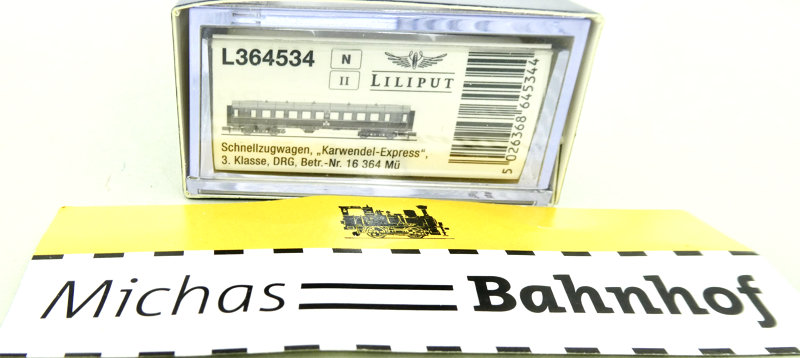 L364534
N
II
LILIPUT
Schnellzugwagen, „Karwendel-Express“,
3. Klasse, DRG, Betr.-Nr. 16 364 Mü
5 026368 645344
Michas Bahnhof